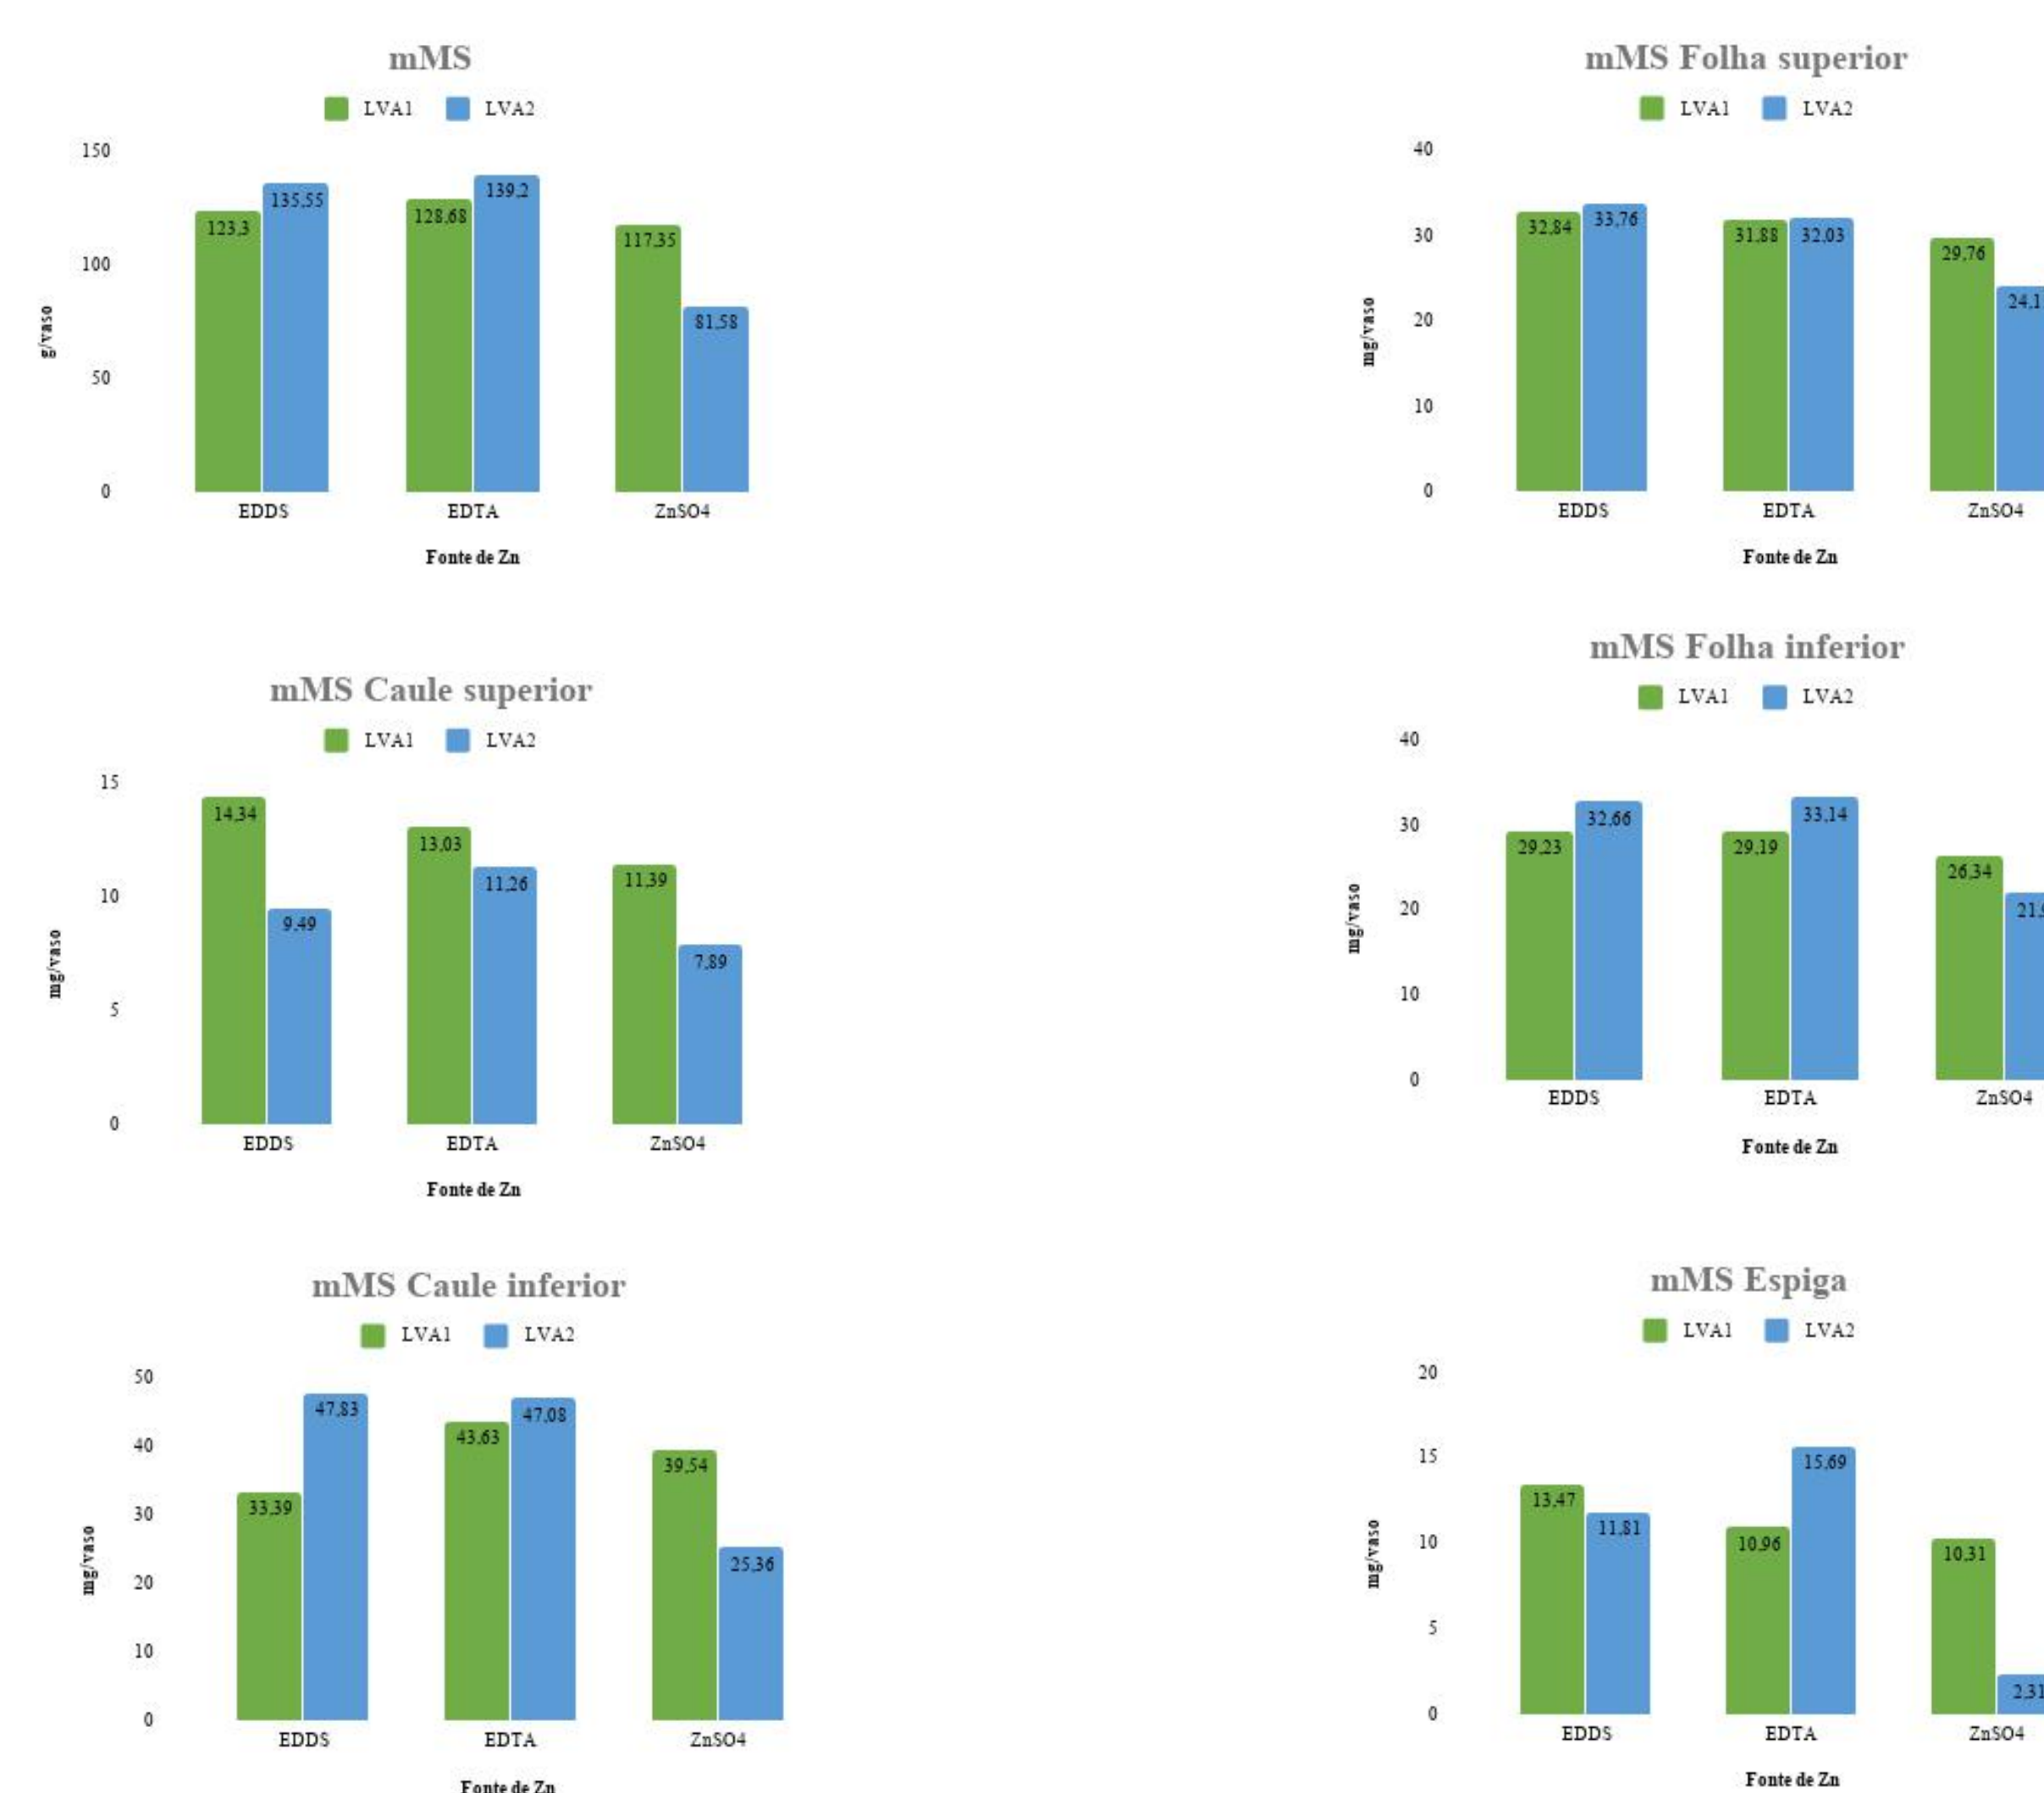 mMS
LVA1 LVA2
150
100
50
0
g/vaso
123,3 135,55 128,68 139,2 117,35 81,58
EDDS EDTA ZnSO4
Fonte de Zn
mMS Folha superior
LVA1 LVA2
40
30
20
10
0
mg/vaso
32,84 33,76 31,88 32,03 29,76 24,1
EDDS EDTA ZnSO4
Fonte de Zn
mMS Caule superior
LVA1 LVA2
15
10
5
0
mg/vaso
14,34 9,49 13,03 11,26 11,39 7,89
EDDS EDTA ZnSO4
Fonte de Zn
mMS Folha inferior
LVA1 LVA2
40
30
20
10
0
mg/vaso
29,23 32,66 29,19 33,14 26,34
EDDS EDTA ZnSO4
Fonte de Zn
mMS Caule inferior
LVA1 LVA2
50
40
30
20
10
0
mg/vaso
33,39 47,83 43,63 47,08 39,54 25,36
EDDS EDTA ZnSO4
Fonte de Zn
mMS Espiga
LVA1 LVA2
20
15
10
5
0
mg/vaso
13,47 11,81 10,96 15,69 10,31 2,31
EDDS EDTA ZnSO4
Fonte de Zn